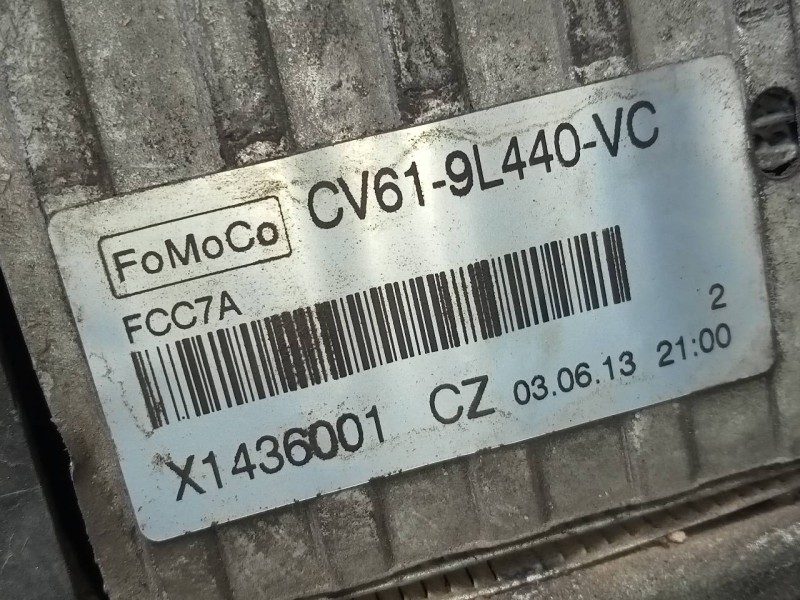 FoMoCo CV61-9L440-VC
FCC7A
2
X1436001 CZ 03.06.13 21:00